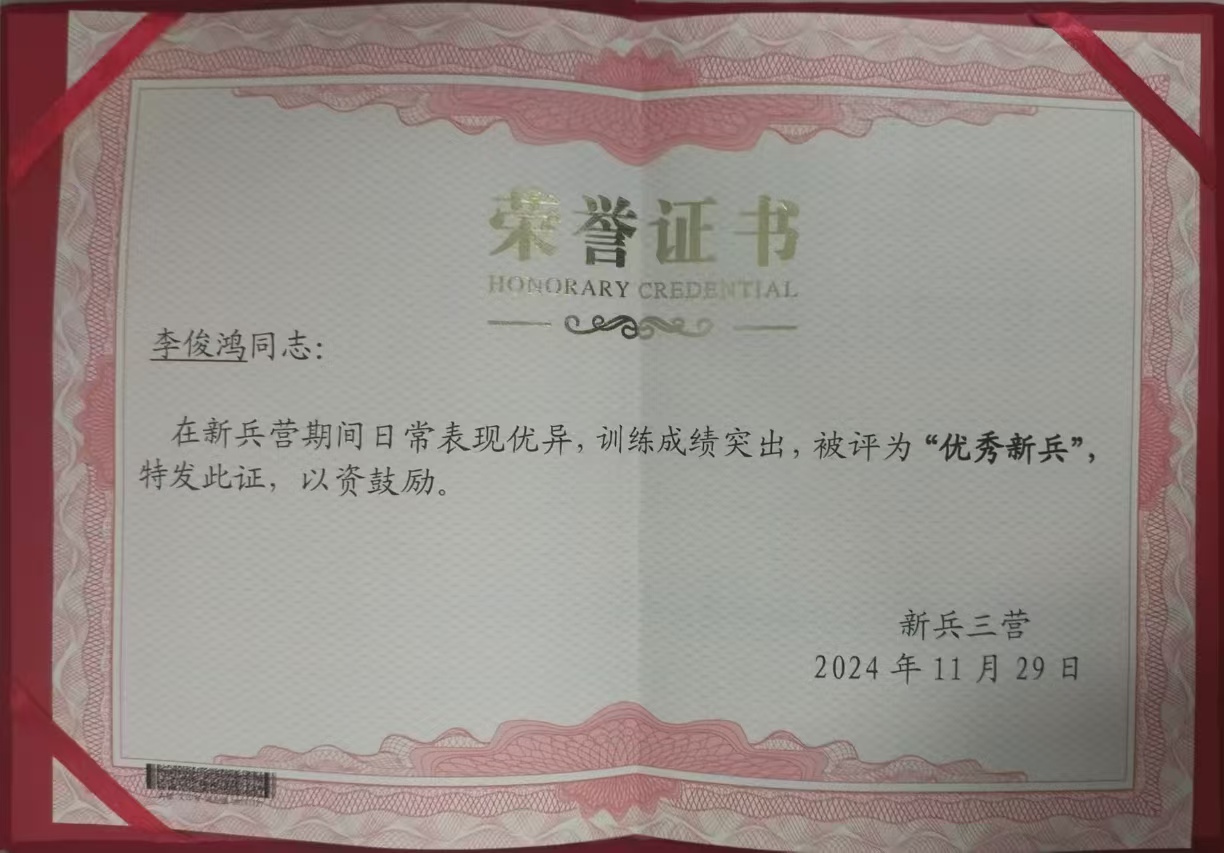 荣誉证书
HONORARY CREDENTIAL
李俊鸿同志：
在新兵营期间日常表现优异，训练成绩突出，被评为“优秀新兵”，
特发此证，以资鼓励。
新兵三营
2024 年 11 月 29 日